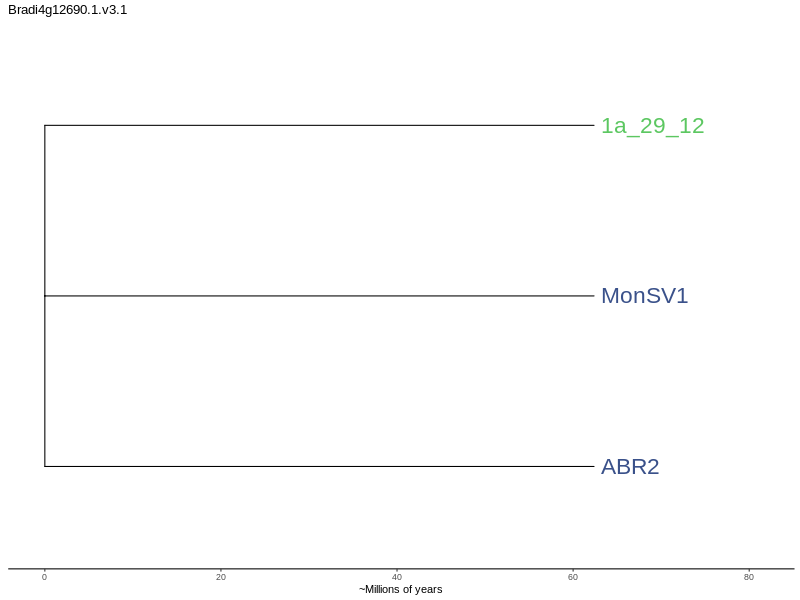 Bradi4g12690.1.v3.1
1a_29_12
MonSV1
ABR2
0 20 40 60 80
~Millions of years